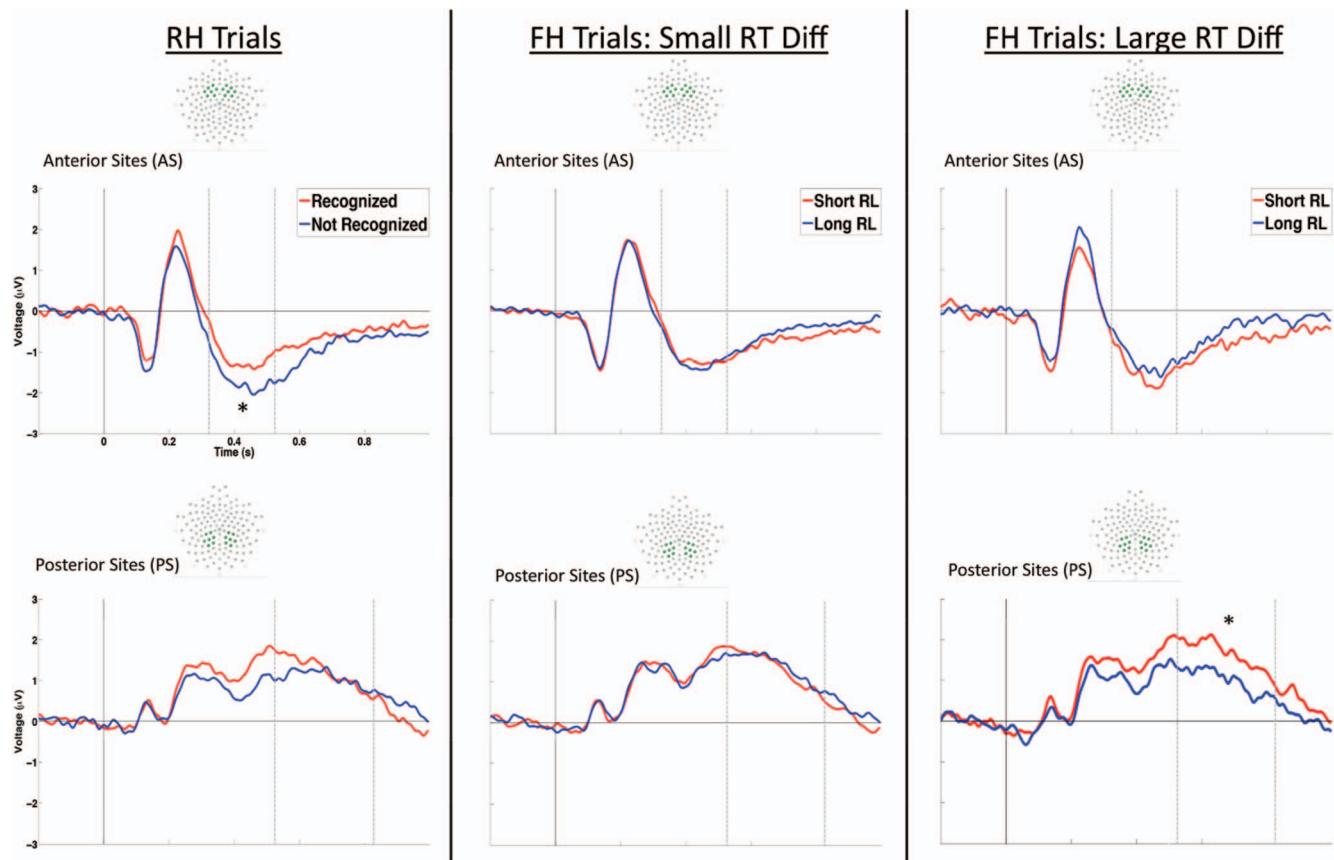 RH Trials
Anterior Sites (AS)
3
2
1
0
−1
−2
−3
Voltage (μV)
Recognized
Not Recognized
*
0
0.2
0.4
0.6
0.8
Time (s)
Posterior Sites (PS)
3
2
1
0
−1
−2
−3
Voltage (μV)
FH Trials: Small RT Diff
Anterior Sites (AS)
Short RL
Long RL
Posterior Sites (PS)
FH Trials: Large RT Diff
Anterior Sites (AS)
Short RL
Long RL
Posterior Sites (PS)
*